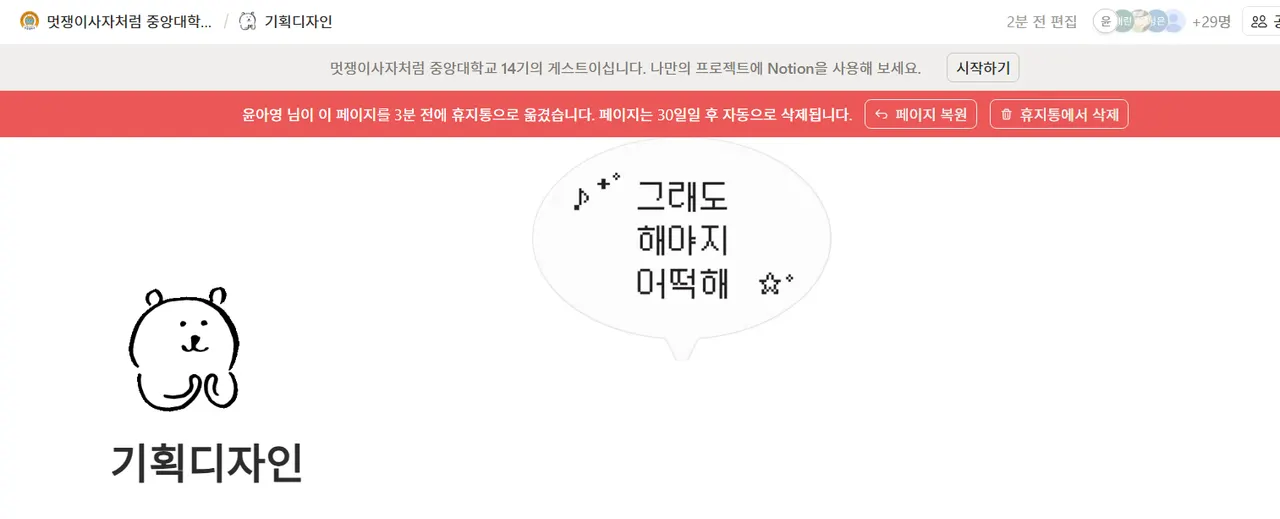 멋쟁이사자처럼 중앙대학... / 기획디자인
2분 전 편집 윤 +29명
멋쟁이사자처럼 중앙대학교 14기의 게스트이십니다. 나만의 프로젝트에 Notion을 사용해 보세요. 시작하기
윤아영 님이 이 페이지를 3분 전에 휴지통으로 옮겼습니다. 페이지는 30일일 후 자동으로 삭제됩니다. 페이지 복원 휴지통에서 삭제
그래도
해야지
어떡해
기획디자인